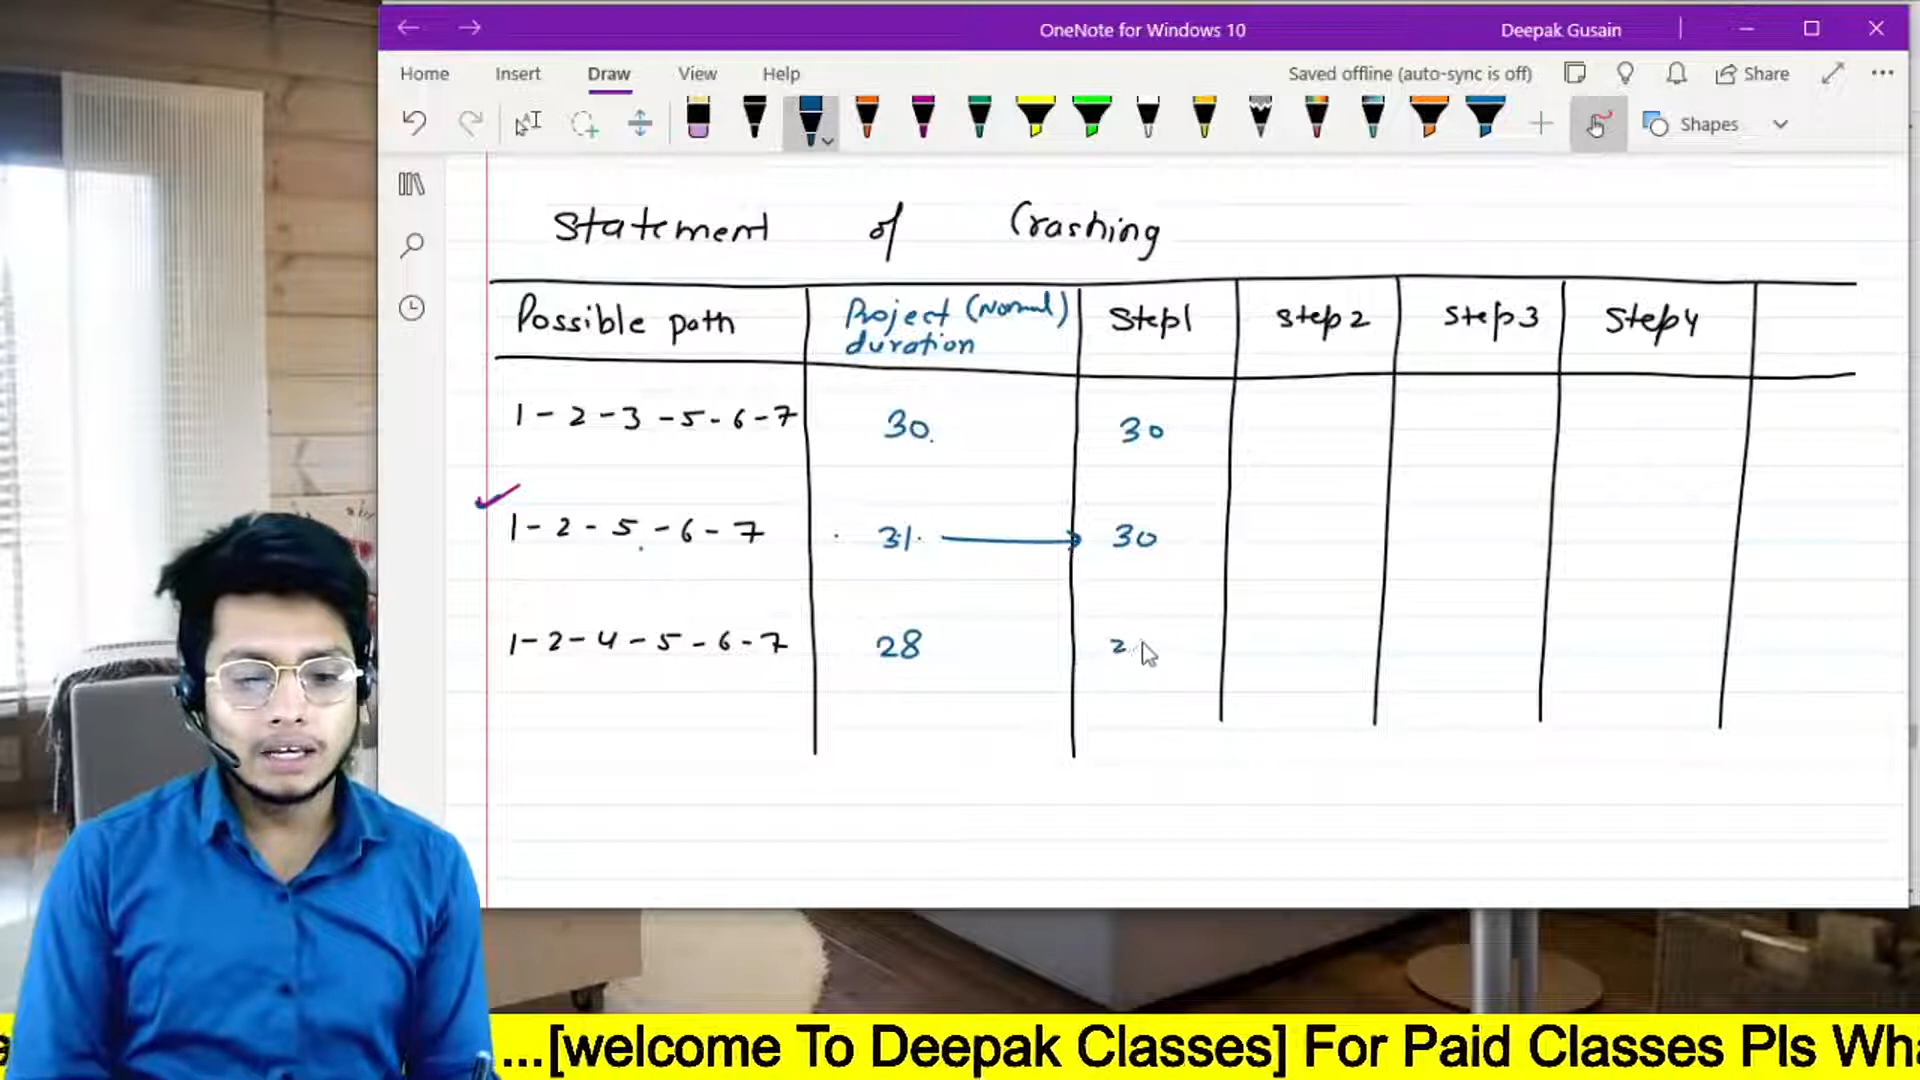 OneNote for Windows 10
Deepak Gusain
Home Insert Draw View Help
Saved offline (auto-sync is off)
Share
Shapes
Statement of Crashing
Possible path
Project (Normal) duration
Step1
Step2
Step3
Step4
1-2-3-5-6-7 30. 30
1-2-5-6-7 31. 30
1-2-4-5-6-7 28 2
...[welcome To Deepak Classes] For Paid Classes Pls